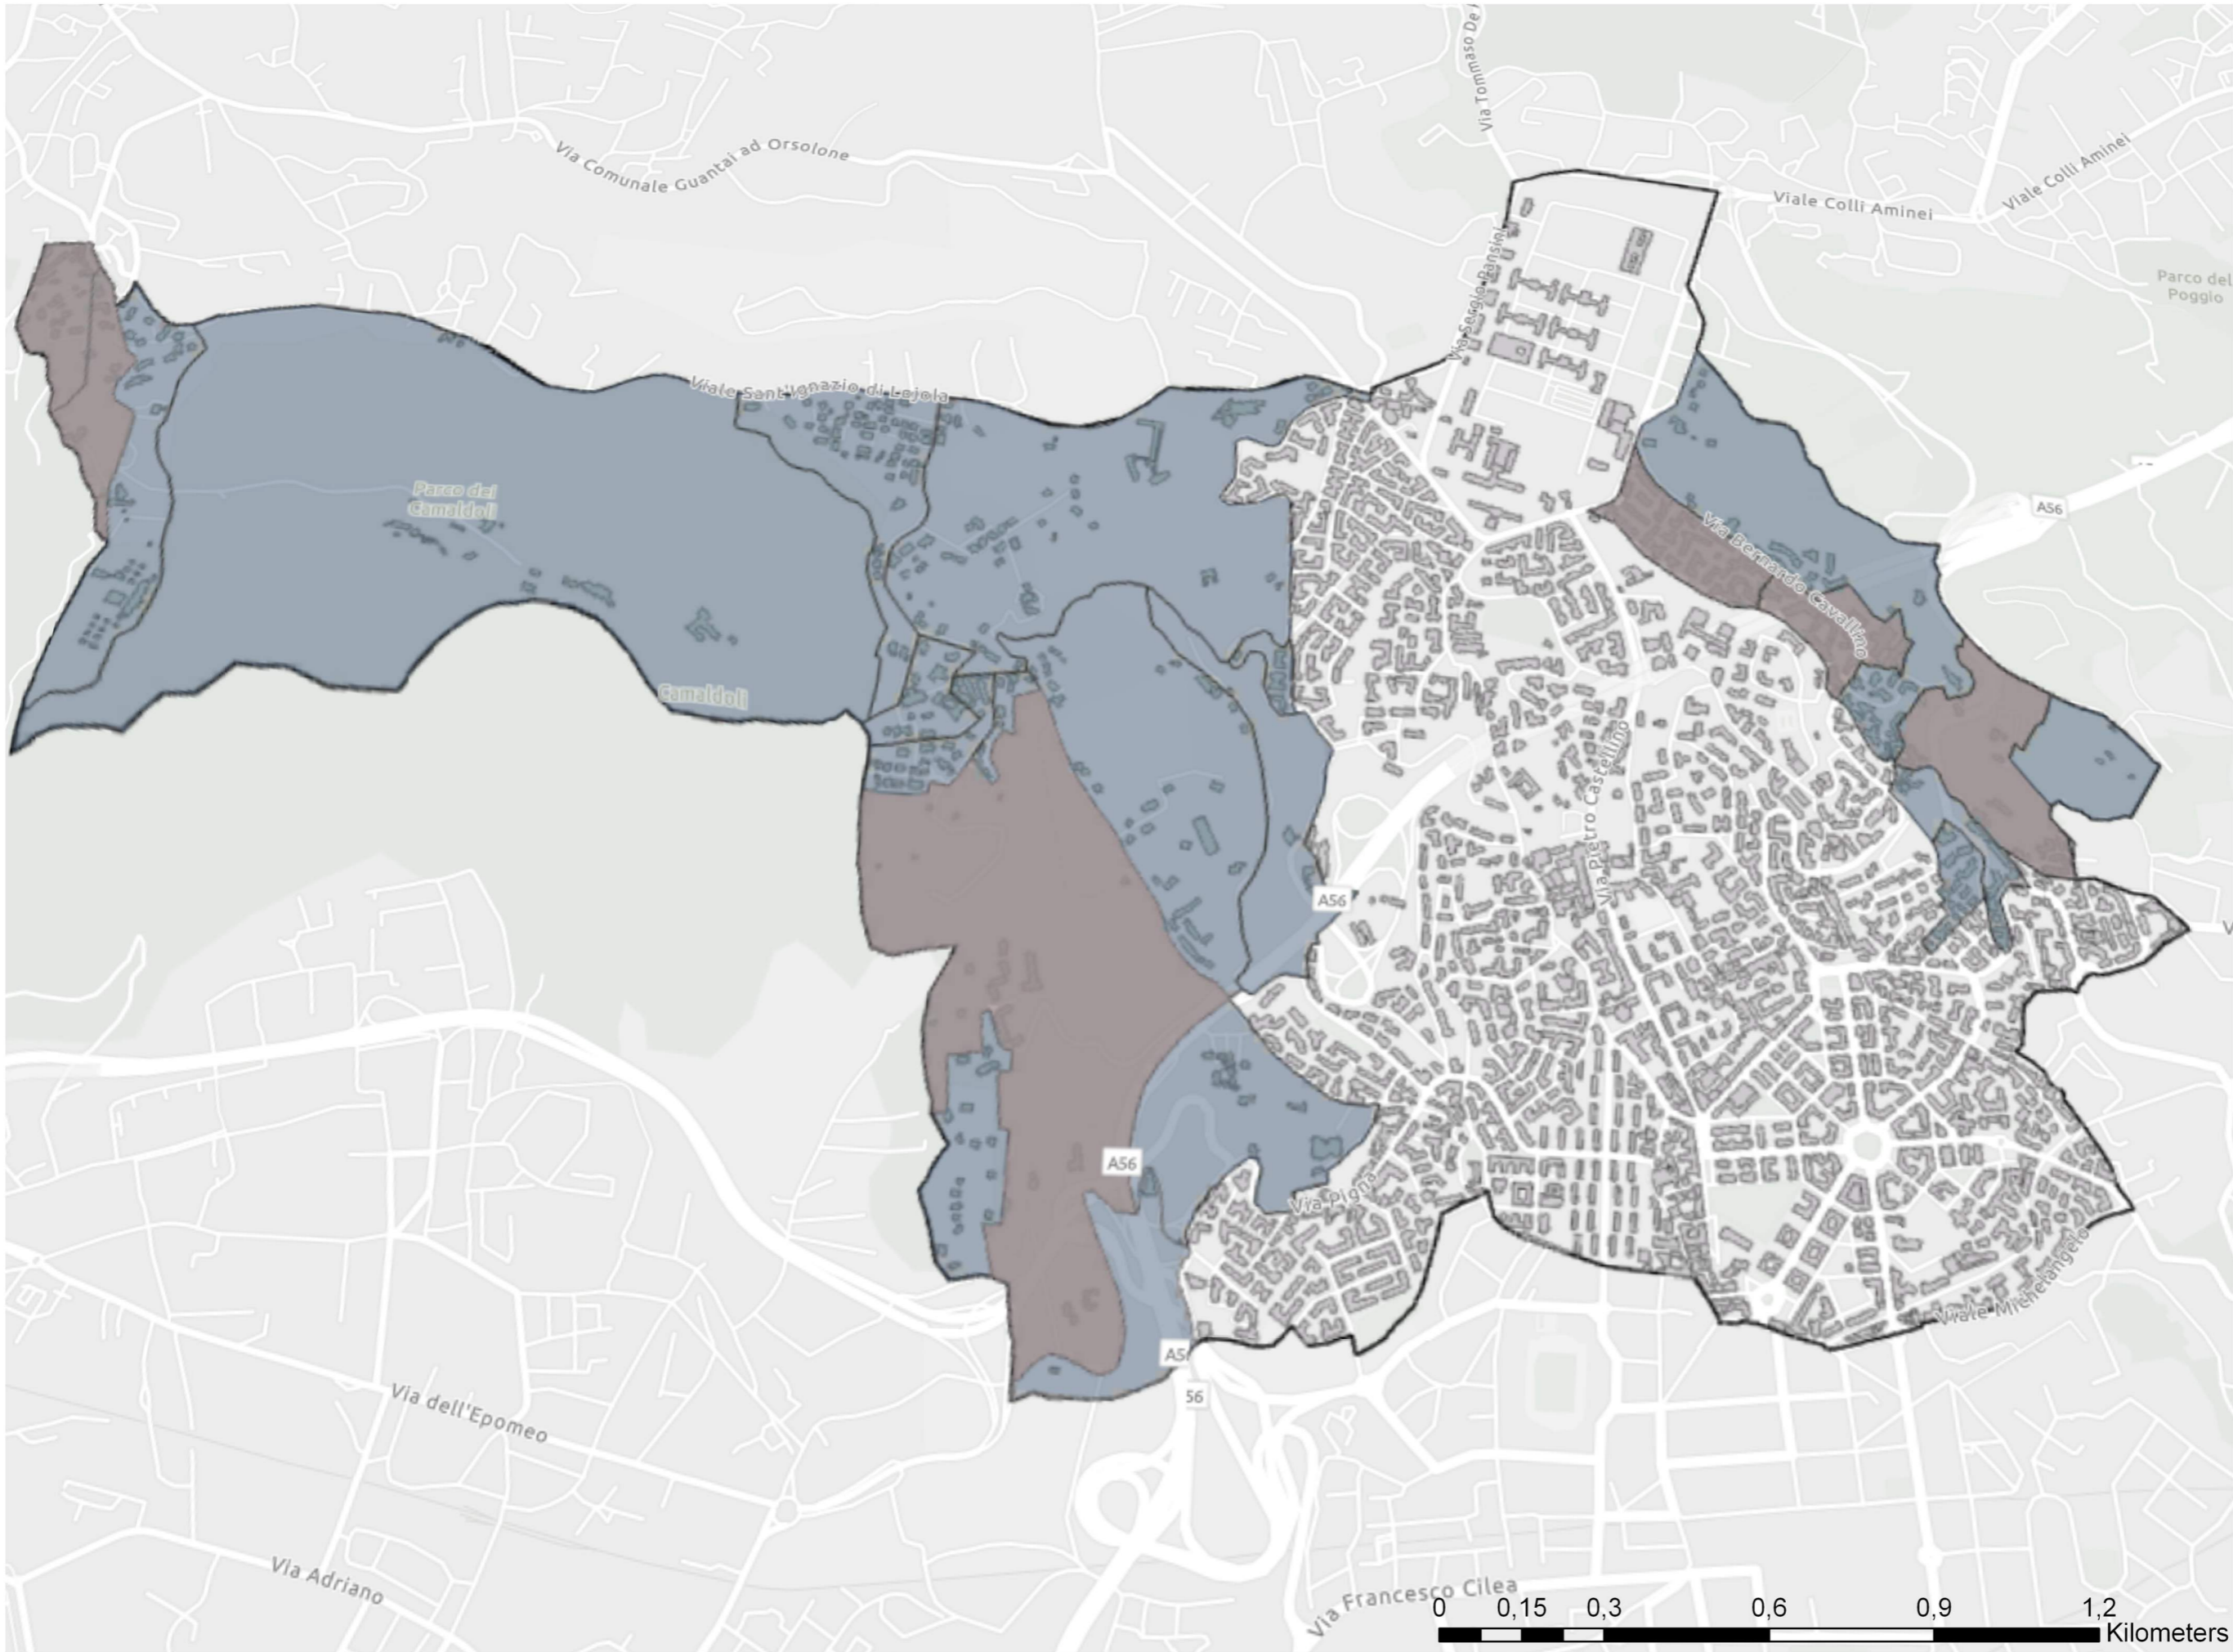 Via Tommaso De
Via Comunale Guantai ad Orsolone
Viale Colli Aminei
Viale Colli Aminei
Via Sergio Pansini
Parco del
Poggio
Viale Sant'Ignazio di Lojola
Parco dei
Camaldoli
A56
Via Bernardo Cavallino
Camaldoli
Via Pietro Castellino
A56
A56
Via Pigna
Viale Michelangelo
A56
56
Via dell'Epomeo
Via Adriano
Via Francesco Cilea
0 0,15 0,3 0,6 0,9 1,2
Kilometers